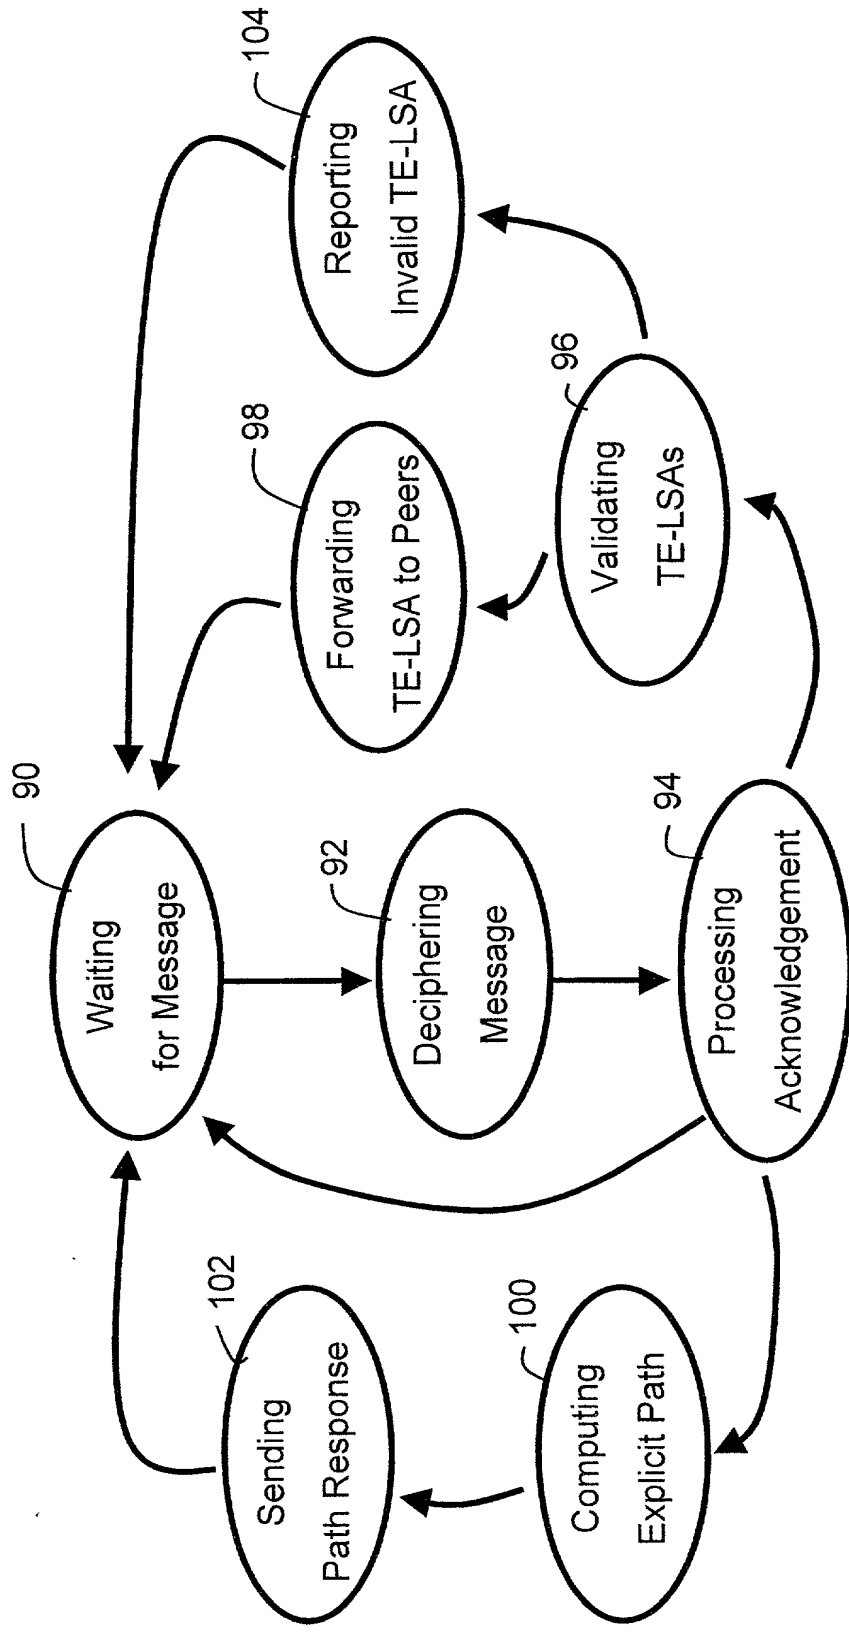 90
Waiting
for Message
102
Sending
Path Response
92
Deciphering
Message
98
Forwarding
TE-LSA to Peers
104
Reporting
Invalid TE-LSA
100
Computing
Explicit Path
94
Processing
Acknowledgement
96
Validating
TE-LSAs